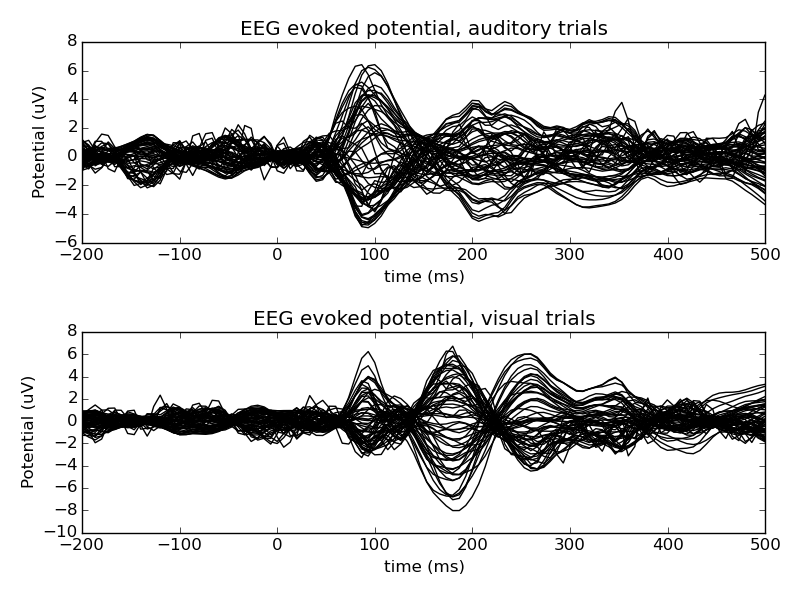 EEG evoked potential, auditory trials
8
6
4
2
0
−2
−4
−6
Potential (uV)
−200 −100 0 100 200 300 400 500
time (ms)
EEG evoked potential, visual trials
8
6
4
2
0
−2
−4
−6
−8
−10
Potential (uV)
−200 −100 0 100 200 300 400 500
time (ms)